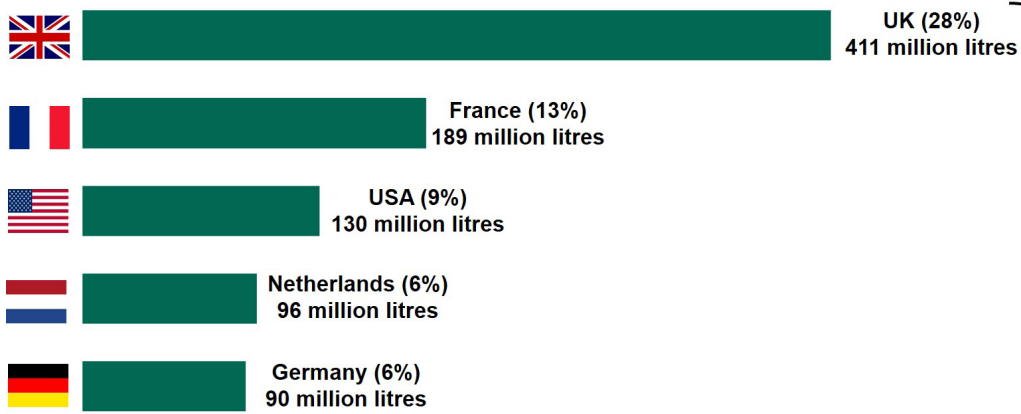 UK (28%)
411 million litres
France (13%)
189 million litres
USA (9%)
130 million litres
Netherlands (6%)
96 million litres
Germany (6%)
90 million litres